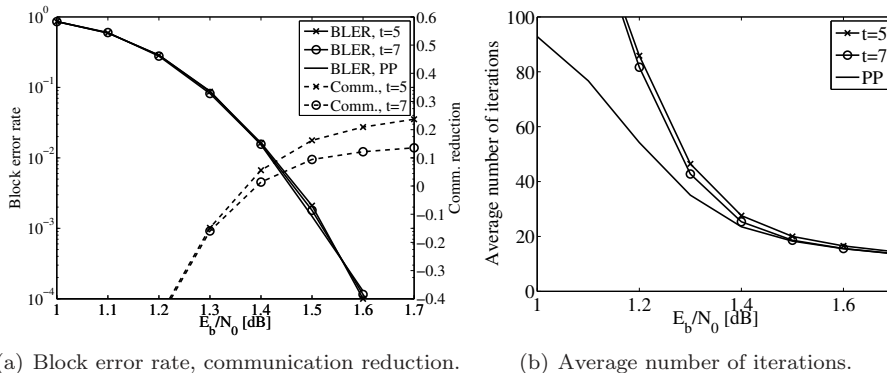 10^0
10^-1
10^-2
10^-3
10^-4
Block error rate
1
1.1
1.2
1.3
1.4
1.5
1.6
1.7
E_b/N_0 [dB]
0.6
0.5
0.4
0.3
0.2
0.1
0
−0.1
−0.2
−0.3
−0.4
Comm. reduction
BLER, t=5
BLER, t=7
BLER, PP
Comm., t=5
Comm., t=7
100
80
60
40
20
0
Average number of iterations
1
1.2
1.4
1.6
E_b/N_0 [dB]
t=5
t=7
PP
(a) Block error rate, communication reduction.
(b) Average number of iterations.